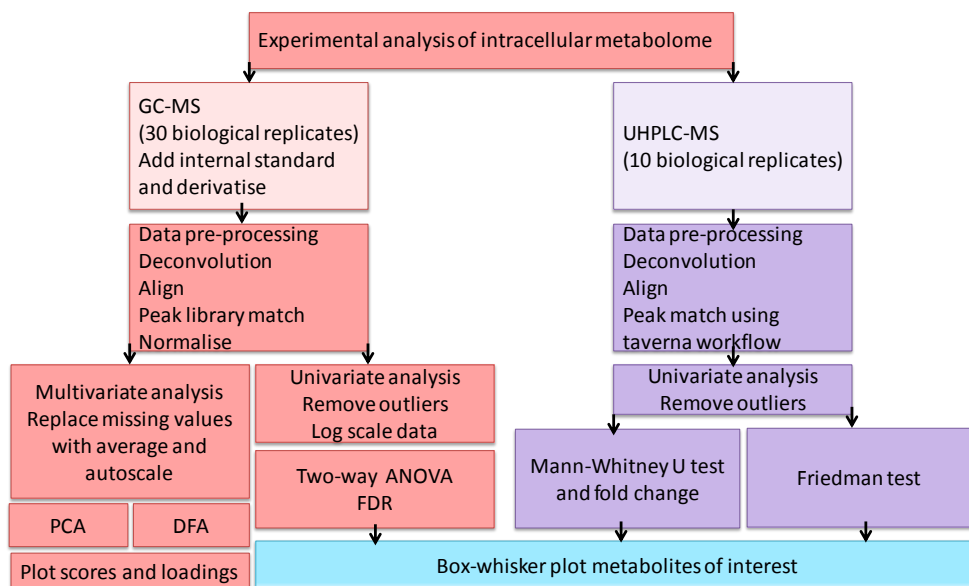 Experimental analysis of intracellular metabolome
GC-MS
(30 biological replicates)
Add internal standard
and derivatise
UHPLC-MS
(10 biological replicates)
Data pre-processing
Deconvolution
Align
Peak library match
Normalise
Data pre-processing
Deconvolution
Align
Peak match using
taverna workflow
Multivariate analysis
Replace missing values
with average and
autoscale
Univariate analysis
Remove outliers
Log scale data
Univariate analysis
Remove outliers
Two-way ANOVA
FDR
Mann-Whitney U test
and fold change
Friedman test
PCA
DFA
Plot scores and loadings
Box-whisker plot metabolites of interest